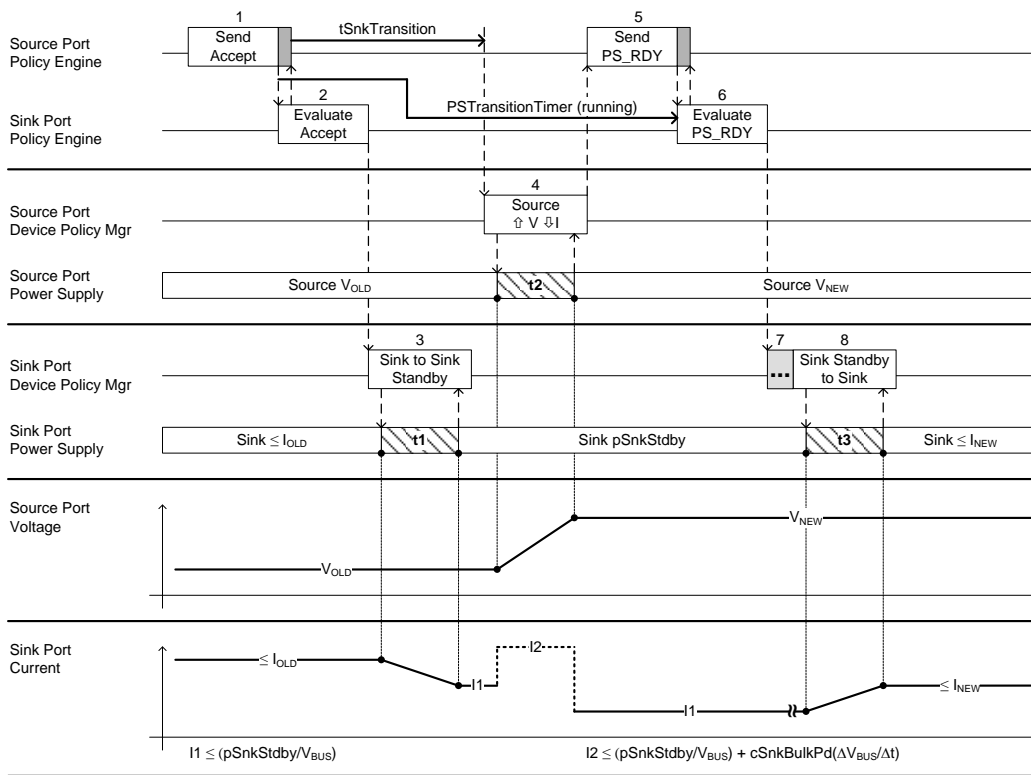 1
5
Source Port
Policy Engine
Send
Accept
tSnkTransition
Send
PS_RDY
2
PSTransitionTimer (running)
6
Sink Port
Policy Engine
Evaluate
Accept
Evaluate
PS_RDY
4
Source Port
Device Policy Mgr
Source
⇧ V ⇩I
Source Port
Power Supply
Source VOLD
t2
Source VNEW
3
7
8
Sink Port
Device Policy Mgr
Sink to Sink
Standby
...
Sink Standby
to Sink
Sink Port
Power Supply
Sink ≤ IOLD
t1
Sink pSnkStdby
t3
Sink ≤ INEW
Source Port
Voltage
VNEW
VOLD
Sink Port
Current
≤ IOLD
I1
I2
I1
≤ INEW
I1 ≤ (pSnkStdby/VBUS)
I2 ≤ (pSnkStdby/VBUS) + cSnkBulkPd(ΔVBUS/Δt)